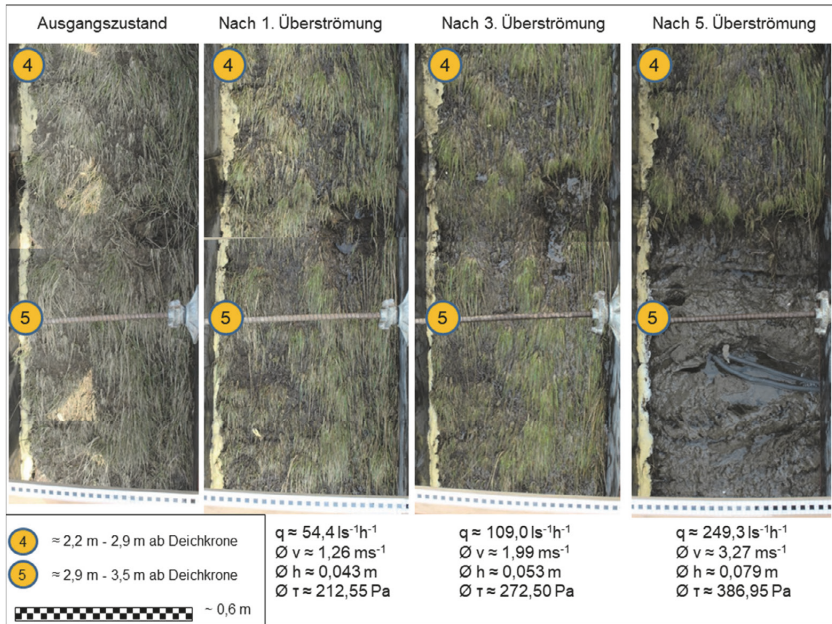 Ausgangszustand
Nach 1. Überströmung
Nach 3. Überströmung
Nach 5. Überströmung
4
4
4
4
5
5
5
5
4 ≈ 2,2 m - 2,9 m ab Deichkrone
5 ≈ 2,9 m - 3,5 m ab Deichkrone
~ 0,6 m
q ≈ 54,4 ls⁻¹h⁻¹
Ø v ≈ 1,26 ms⁻¹
Ø h ≈ 0,043 m
Ø τ ≈ 212,55 Pa
q ≈ 109,0 ls⁻¹h⁻¹
Ø v ≈ 1,99 ms⁻¹
Ø h ≈ 0,053 m
Ø τ ≈ 272,50 Pa
q ≈ 249,3 ls⁻¹h⁻¹
Ø v ≈ 3,27 ms⁻¹
Ø h ≈ 0,079 m
Ø τ ≈ 386,95 Pa